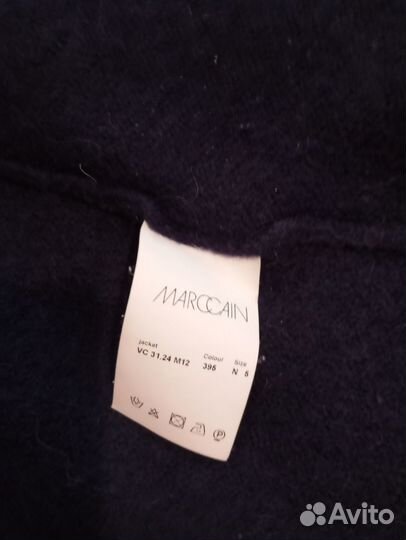 MARCCAIN
jacket Colour Size
VC 31.24 M12 395 N 5
P
Avito